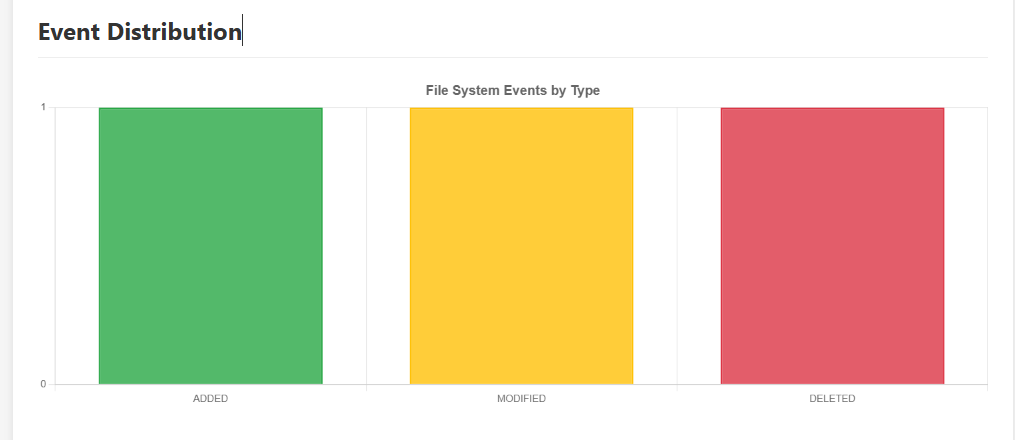 Event Distribution
File System Events by Type
1
0
ADDED MODIFIED DELETED